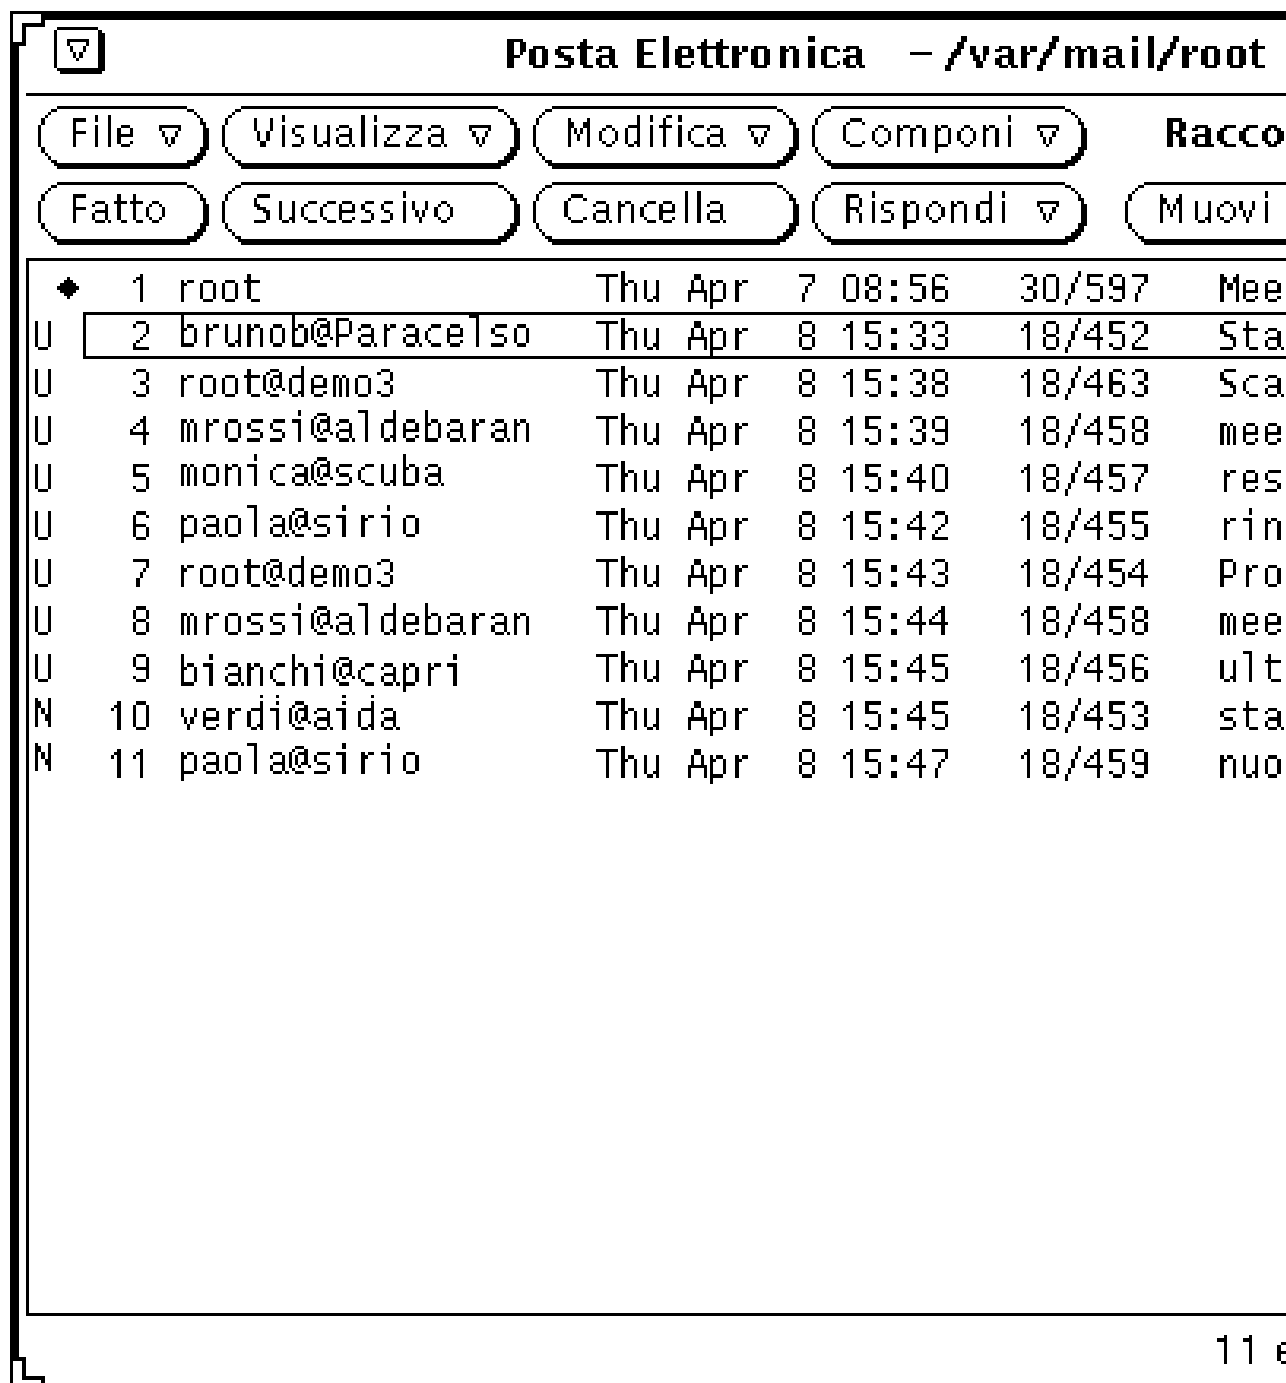 Posta Elettronica – /var/mail/root
File Visualizza Modifica Componi Racco
Fatto Successivo Cancella Rispondi Muovi
1 root Thu Apr 7 08:56 30/597 Mee
U 2 brunob@Paracelso Thu Apr 8 15:33 18/452 Sta
U 3 root@demo3 Thu Apr 8 15:38 18/463 Sca
U 4 mrossi@aldebaran Thu Apr 8 15:39 18/458 mee
U 5 monica@scuba Thu Apr 8 15:40 18/457 res
U 6 paola@sirio Thu Apr 8 15:42 18/455 rin
U 7 root@demo3 Thu Apr 8 15:43 18/454 Pro
U 8 mrossi@aldebaran Thu Apr 8 15:44 18/458 mee
U 9 bianchi@capri Thu Apr 8 15:45 18/456 ult
N 10 verdi@aida Thu Apr 8 15:45 18/453 sta
N 11 paola@sirio Thu Apr 8 15:47 18/459 nuo
11 e